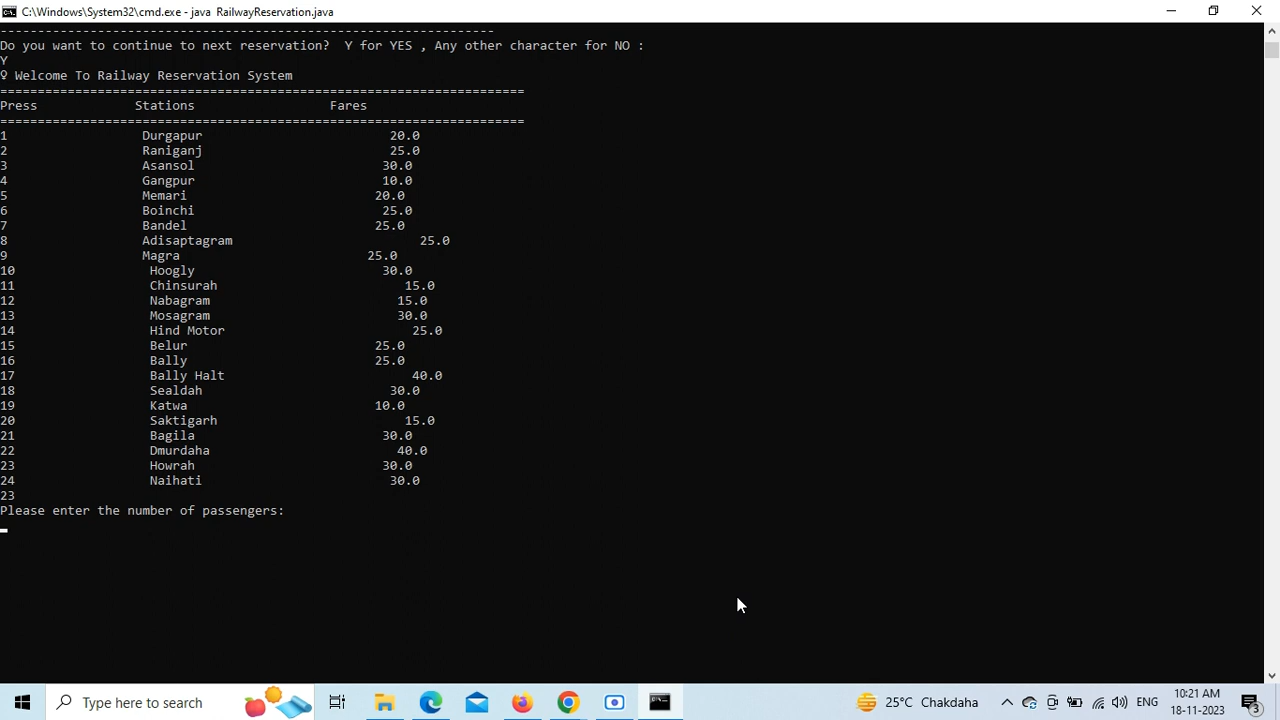 C:\Windows\System32\cmd.exe - java RailwayReservation.java
------------------------------------------------------------------
Do you want to continue to next reservation?  Y for YES , Any other character for NO :
Y
♀ Welcome To Railway Reservation System
======================================================================
Press             Stations                  Fares
======================================================================
1                  Durgapur                         20.0
2                  Raniganj                         25.0
3                  Asansol                         30.0
4                  Gangpur                         10.0
5                  Memari                         20.0
6                  Boinchi                         25.0
7                  Bandel                         25.0
8                  Adisaptagram                         25.0
9                  Magra                         25.0
10                  Hoogly                         30.0
11                  Chinsurah                         15.0
12                  Nabagram                         15.0
13                  Mosagram                         30.0
14                  Hind Motor                         25.0
15                  Belur                         25.0
16                  Bally                         25.0
17                  Bally Halt                         40.0
18                  Sealdah                         30.0
19                  Katwa                         10.0
20                  Saktigarh                         15.0
21                  Bagila                         30.0
22                  Dmurdaha                         40.0
23                  Howrah                         30.0
24                  Naihati                         30.0
23
Please enter the number of passengers:
Type here to search
25°C Chakdaha
ENG
10:21 AM
18-11-2023
3